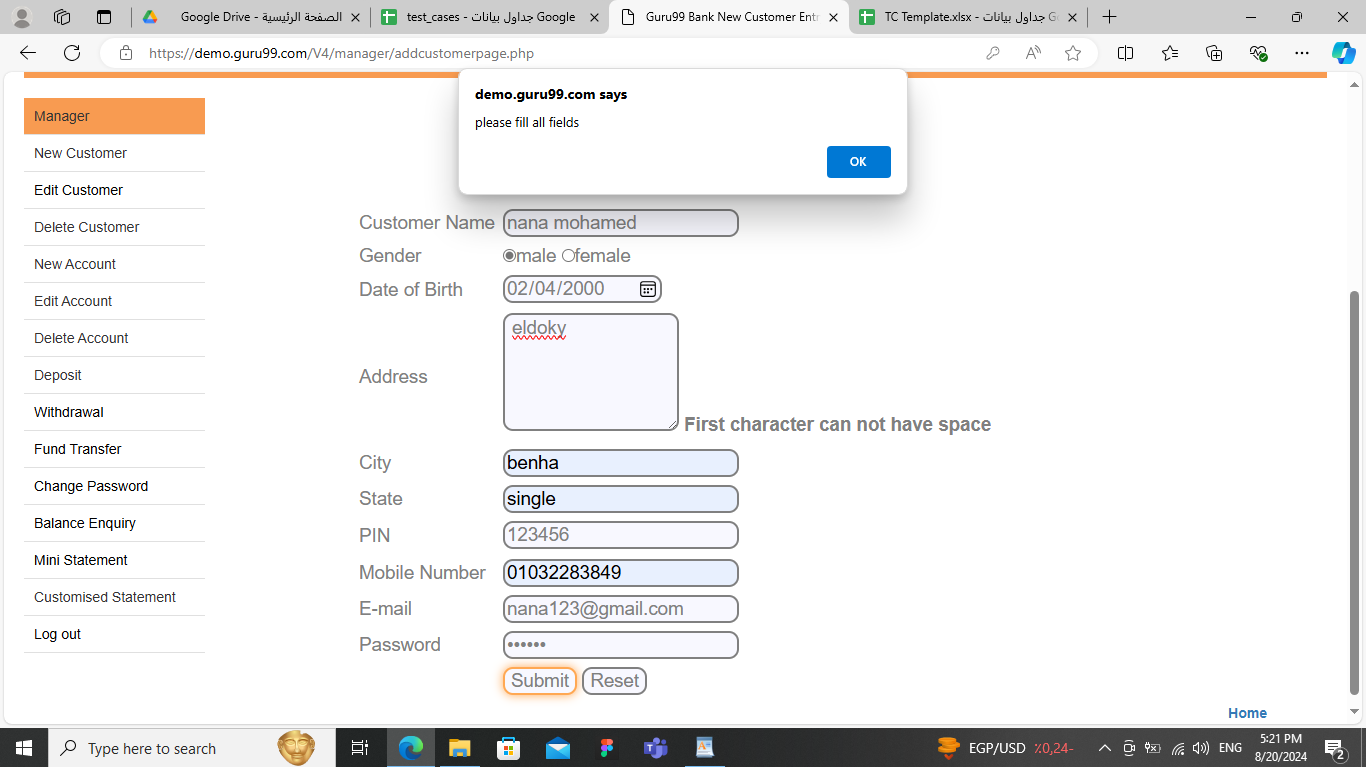 الصفحة الرئيسية - Google Drive
test_cases - جداول بيانات Google
Guru99 Bank New Customer Entr
TC Template.xlsx - جداول بيانات G
https://demo.guru99.com/V4/manager/addcustomerpage.php
demo.guru99.com says
please fill all fields
OK
Manager
New Customer
Edit Customer
Delete Customer
New Account
Edit Account
Delete Account
Deposit
Withdrawal
Fund Transfer
Change Password
Balance Enquiry
Mini Statement
Customised Statement
Log out
Customer Name nana mohamed
Gender male female
Date of Birth 02/04/2000
Address eldoky
First character can not have space
City benha
State single
PIN 123456
Mobile Number 01032283849
E-mail nana123@gmail.com
Password ••••••
Submit Reset
Home
Type here to search
EGP/USD ٪0,24-
ENG
5:21 PM
8/20/2024
2